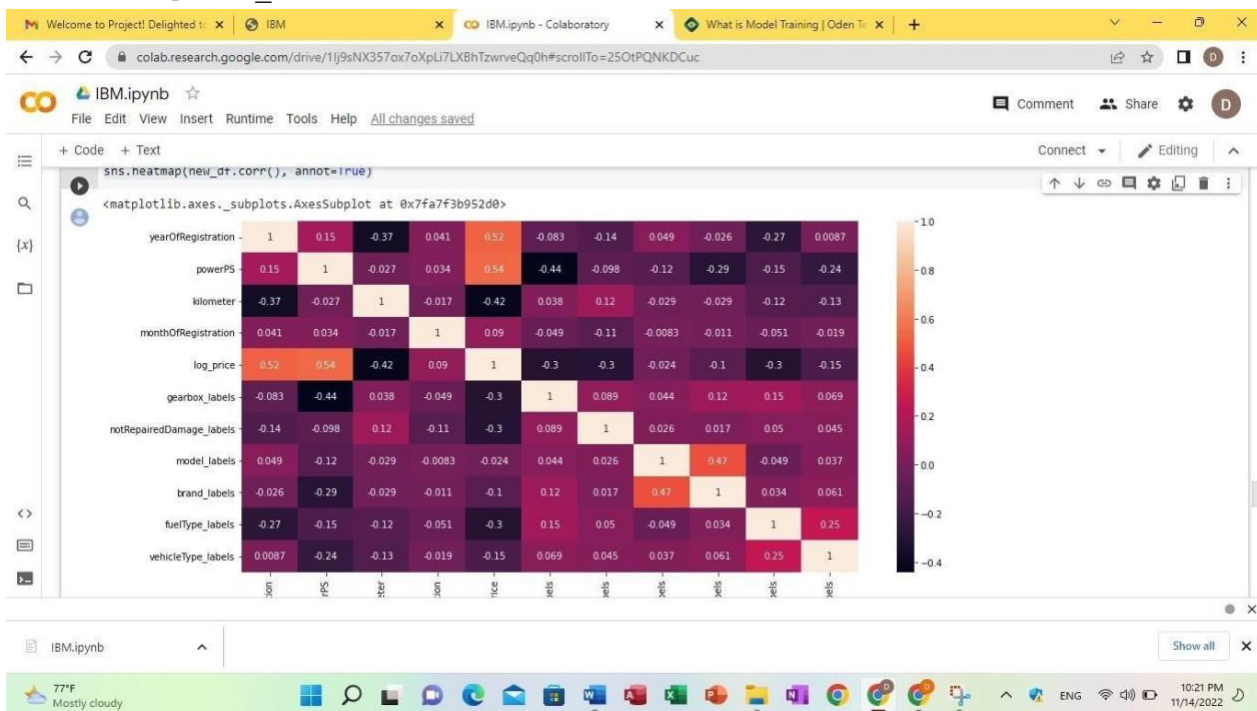 Welcome to Project! Delighted to
IBM
IBM.ipynb - Colaboratory
What is Model Training | Oden Te
colab.research.google.com/drive/1Ij9sNX357ox7oXpLi7LXBhTzwrveQq0h#scrollTo=25OtPQNKDCuc
IBM.ipynb
Comment Share D
File Edit View Insert Runtime Tools Help All changes saved
+ Code + Text
Connect Editing
sns.heatmap(new_df.corr(), annot=True)
<matplotlib.axes._subplots.AxesSubplot at 0x7fa7f3b952d0>
yearOfRegistration 1 0.15 -0.37 0.041 0.52 -0.083 -0.14 0.049 -0.026 -0.27 0.0087
powerPS 0.15 1 -0.027 0.034 0.54 -0.44 -0.098 -0.12 -0.29 -0.15 -0.24
kilometer -0.37 -0.027 1 -0.017 -0.42 0.038 0.12 -0.029 -0.029 -0.12 -0.13
monthOfRegistration 0.041 0.034 -0.017 1 0.09 -0.049 -0.11 -0.0083 -0.011 -0.051 -0.019
log_price 0.52 0.54 -0.42 0.09 1 -0.3 -0.3 -0.024 -0.1 -0.3 -0.15
gearbox_labels -0.083 -0.44 0.038 -0.049 -0.3 1 0.089 0.044 0.12 0.15 0.069
notRepairedDamage_labels -0.14 -0.098 0.12 -0.11 -0.3 0.089 1 0.026 0.017 0.05 0.045
model_labels 0.049 -0.12 -0.029 -0.0083 -0.024 0.044 0.026 1 0.47 -0.049 0.037
brand_labels -0.026 -0.29 -0.029 -0.011 -0.1 0.12 0.017 0.47 1 0.034 0.061
fuelType_labels -0.27 -0.15 -0.12 -0.051 -0.3 0.15 0.05 -0.049 0.034 1 0.25
vehicleType_labels 0.0087 -0.24 -0.13 -0.019 -0.15 0.069 0.045 0.037 0.061 0.25 1
tion rPS eter tion rice bels bels bels bels bels bels
1.0
0.8
0.6
0.4
0.2
0.0
-0.2
-0.4
IBM.ipynb
Show all
77°F
Mostly cloudy
ENG
10:21 PM
11/14/2022